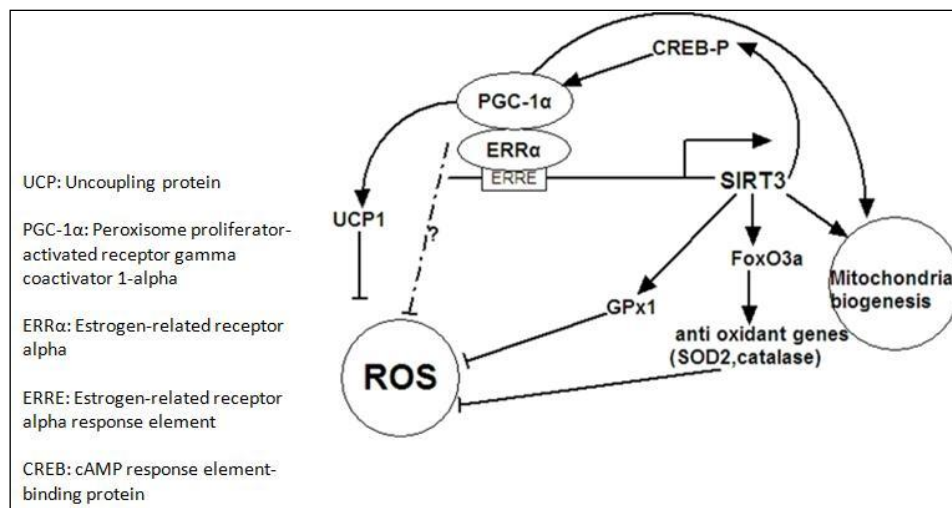 UCP: Uncoupling protein
PGC-1α: Peroxisome proliferator-
activated receptor gamma
coactivator 1-alpha
ERRα: Estrogen-related receptor
alpha
ERRE: Estrogen-related receptor
alpha response element
CREB: cAMP response element-
binding protein
CREB-P
PGC-1α
ERRα
ERRE
SIRT3
UCP1
?
FoxO3a
Mitochondria
biogenesis
GPx1
anti oxidant genes
(SOD2,catalase)
ROS